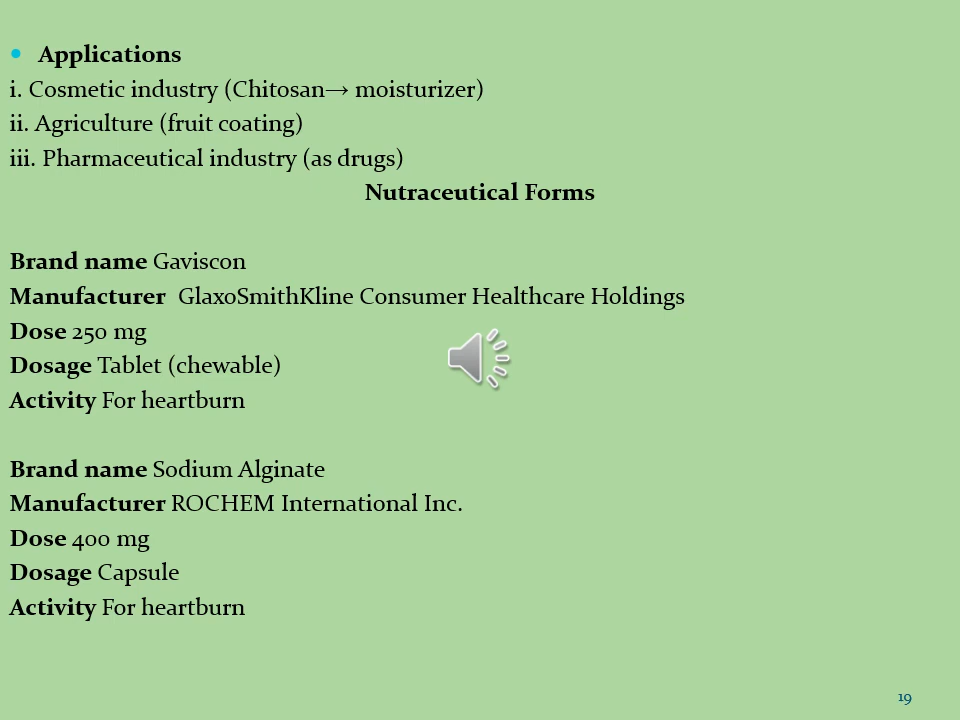 • Applications
i. Cosmetic industry (Chitosan→ moisturizer)
ii. Agriculture (fruit coating)
iii. Pharmaceutical industry (as drugs)
Nutraceutical Forms
Brand name Gaviscon
Manufacturer  GlaxoSmithKline Consumer Healthcare Holdings
Dose 250 mg
Dosage Tablet (chewable)
Activity For heartburn
Brand name Sodium Alginate
Manufacturer ROCHEM International Inc.
Dose 400 mg
Dosage Capsule
Activity For heartburn
19